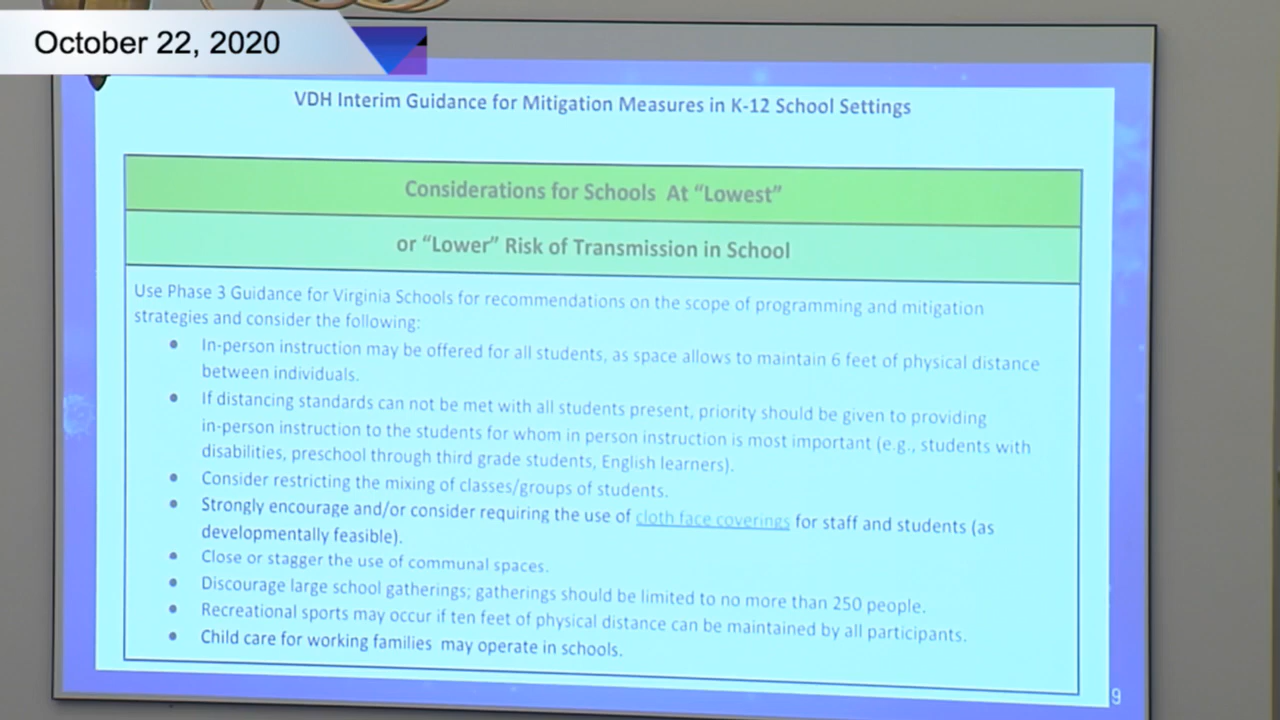 October 22, 2020
VDH Interim Guidance for Mitigation Measures in K-12 School Settings
Considerations for Schools At “Lowest”
or “Lower” Risk of Transmission in School
Use Phase 3 Guidance for Virginia Schools for recommendations on the scope of programming and mitigation
strategies and consider the following:
• In-person instruction may be offered for all students, as space allows to maintain 6 feet of physical distance
between individuals.
• If distancing standards can not be met with all students present, priority should be given to providing
in-person instruction to the students for whom in person instruction is most important (e.g., students with
disabilities, preschool through third grade students, English learners).
• Consider restricting the mixing of classes/groups of students.
• Strongly encourage and/or consider requiring the use of cloth face coverings for staff and students (as
developmentally feasible).
• Close or stagger the use of communal spaces.
• Discourage large school gatherings; gatherings should be limited to no more than 250 people.
• Recreational sports may occur if ten feet of physical distance can be maintained by all participants.
• Child care for working families may operate in schools.
9